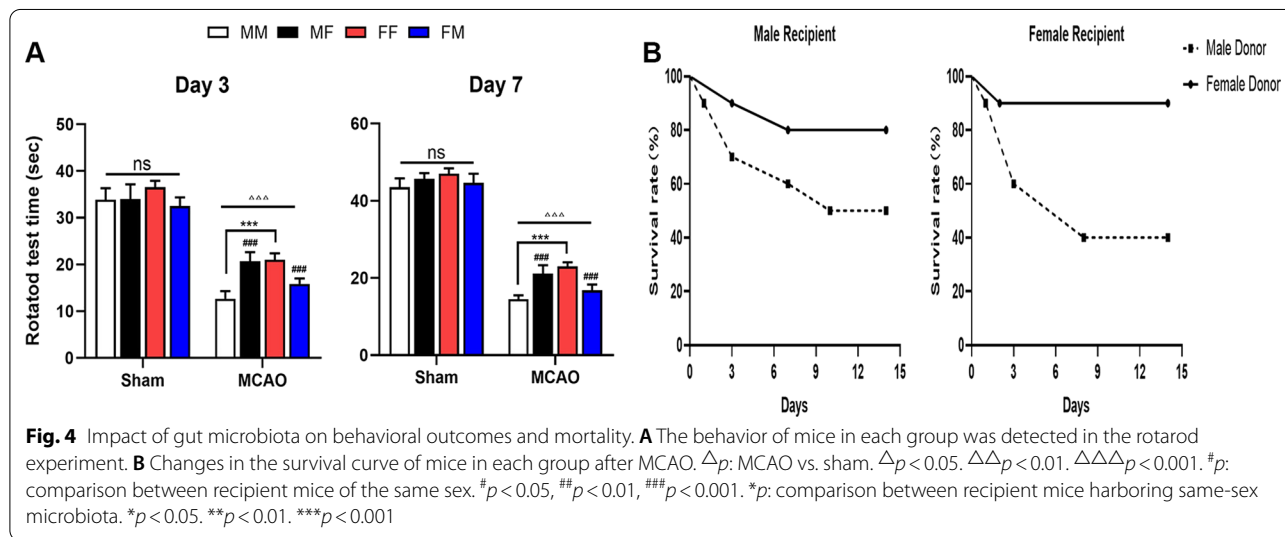 MM MF FF FM
A
Day 3
Day 7
Rotatod test time (sec)
50
40
30
20
10
0
ns
△△△
***
###
###
Sham MCAO
60
40
20
0
ns
△△△
***
###
###
Sham MCAO
B
Male Recipient
Female Recipient
Male Donor
Female Donor
Survival rate (%)
100
80
60
40
20
0
0 3 6 9 12 15
Days
Survival rate (%)
100
80
60
40
20
0
0 3 6 9 12 15
Days
Fig. 4 Impact of gut microbiota on behavioral outcomes and mortality. A The behavior of mice in each group was detected in the rotarod
experiment. B Changes in the survival curve of mice in each group after MCAO. △p: MCAO vs. sham. △p < 0.05. △△p < 0.01. △△△p < 0.001. #p:
comparison between recipient mice of the same sex. #p < 0.05, ##p < 0.01, ###p < 0.001. *p: comparison between recipient mice harboring same-sex
microbiota. *p < 0.05. **p < 0.01. ***p < 0.001